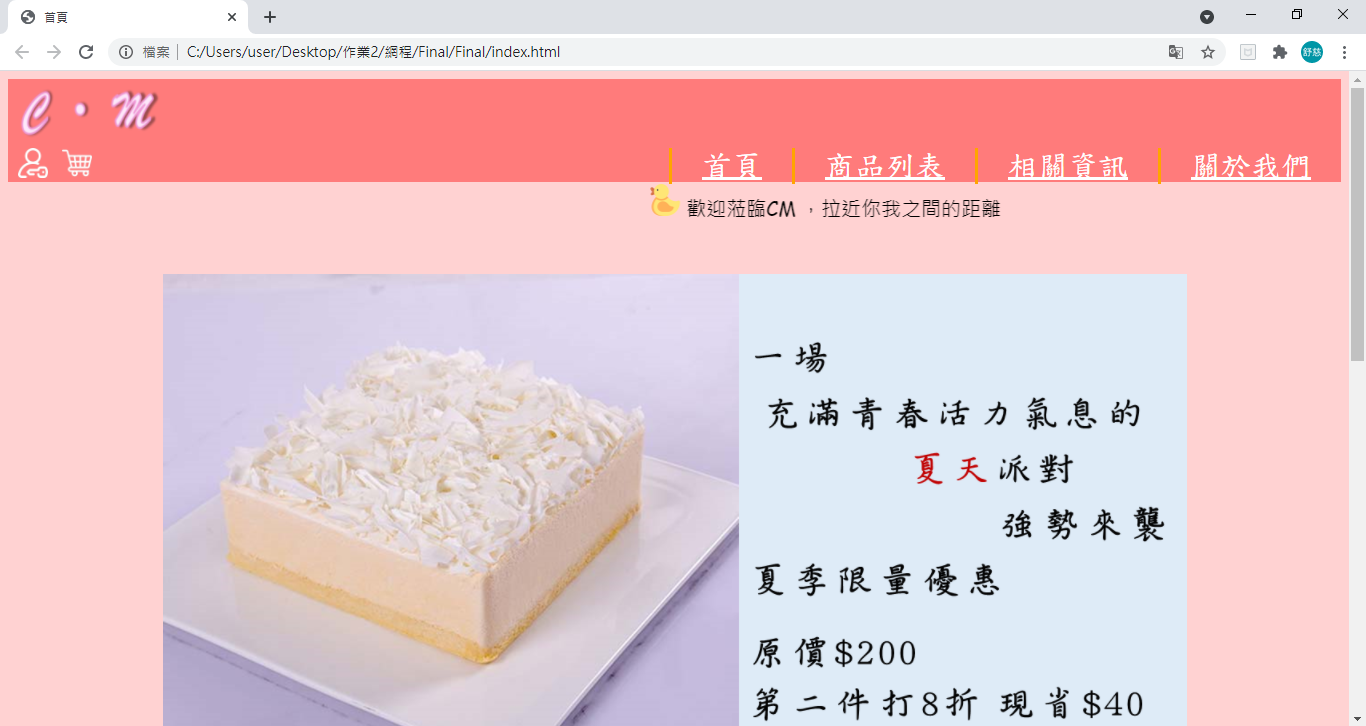 首頁
檔案 C:/Users/user/Desktop/作業2/網程/Final/Final/index.html
舒慈
C・M
首頁 商品列表 相關資訊 關於我們
歡迎蒞臨CM ，拉近你我之間的距離
一場
充滿青春活力氣息的
夏天派對
強勢來襲
夏季限量優惠
原價$200
第二件打8折 現省$40